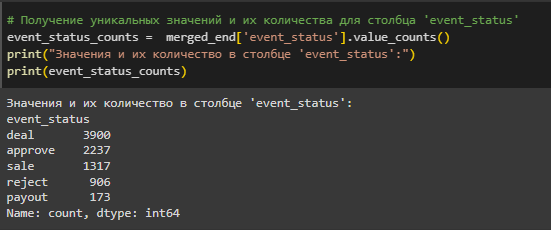 # Получение уникальных значений и их количества для столбца 'event_status'
event_status_counts =  merged_end['event_status'].value_counts()
print("Значения и их количество в столбце 'event_status':")
print(event_status_counts)
Значения и их количество в столбце 'event_status':
event_status
deal       3900
approve    2237
sale       1317
reject      906
payout      173
Name: count, dtype: int64